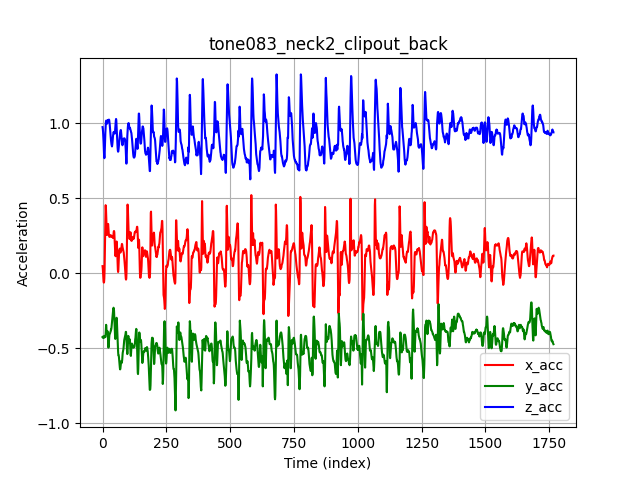 tone083_neck2_clipout_back
Acceleration
1.0
0.5
0.0
−0.5
−1.0
x_acc
y_acc
z_acc
0 250 500 750 1000 1250 1500 1750
Time (index)